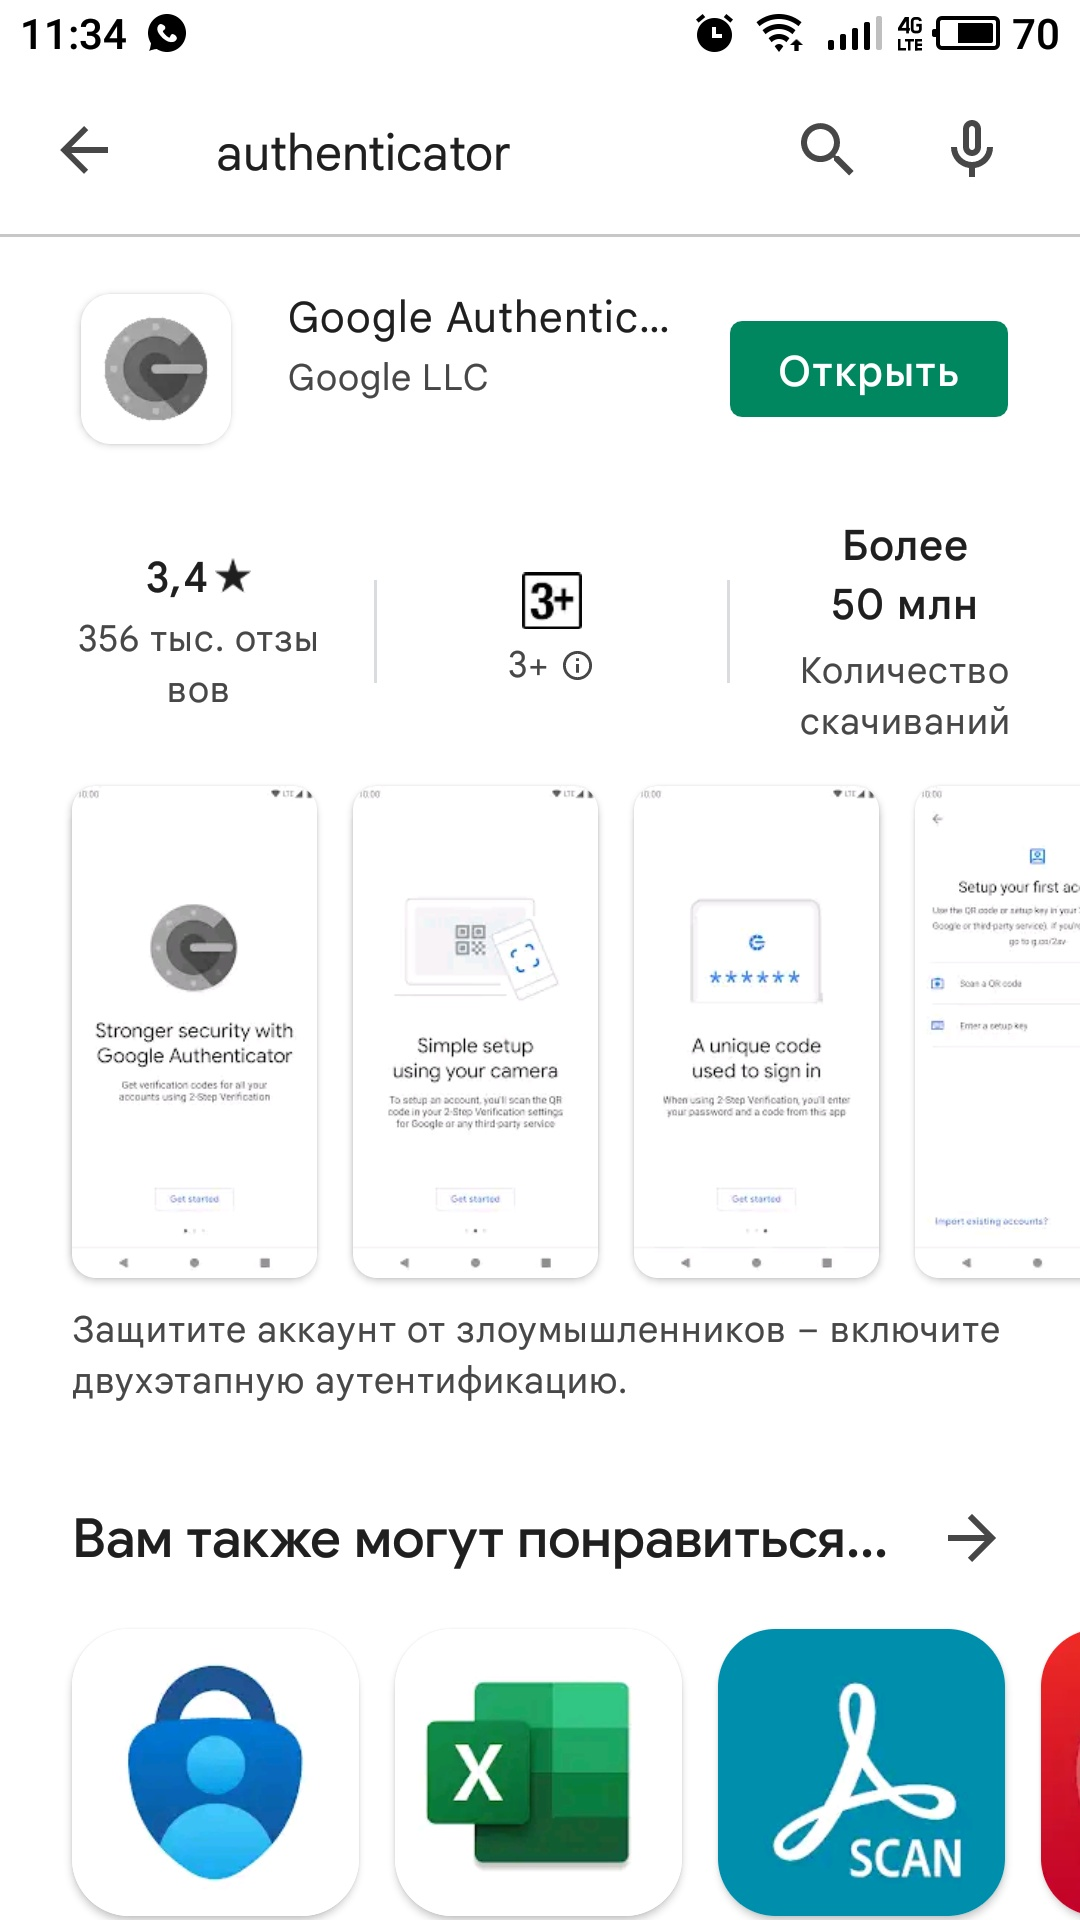 11:34
4G
LTE
70
authenticator
Google Authentic...
Google LLC
Открыть
3,4★
356 тыс. отзы
вов
3+
3+
Более
50 млн
Количество
скачиваний
10:00
LTE
Stronger security with
Google Authenticator
Get verification codes for all your
accounts using 2-Step Verification
Get started
10:00
LTE
Simple setup
using your camera
To setup an account, you'll scan the QR
code in your 2-Step Verification settings
for Google or any third-party service
Get started
10:00
LTE
******
A unique code
used to sign in
When using 2-Step Verification, you'll enter
your password and a code from this app
Get started
10:00
Setup your first ac
Use the QR code or setup key in your
Google or third-party service). If you're
go to g.co/2sv
Scan a QR code
Enter a setup key
Import existing accounts?
Защитите аккаунт от злоумышленников – включите
двухэтапную аутентификацию.
Вам также могут понравиться...
X
SCAN